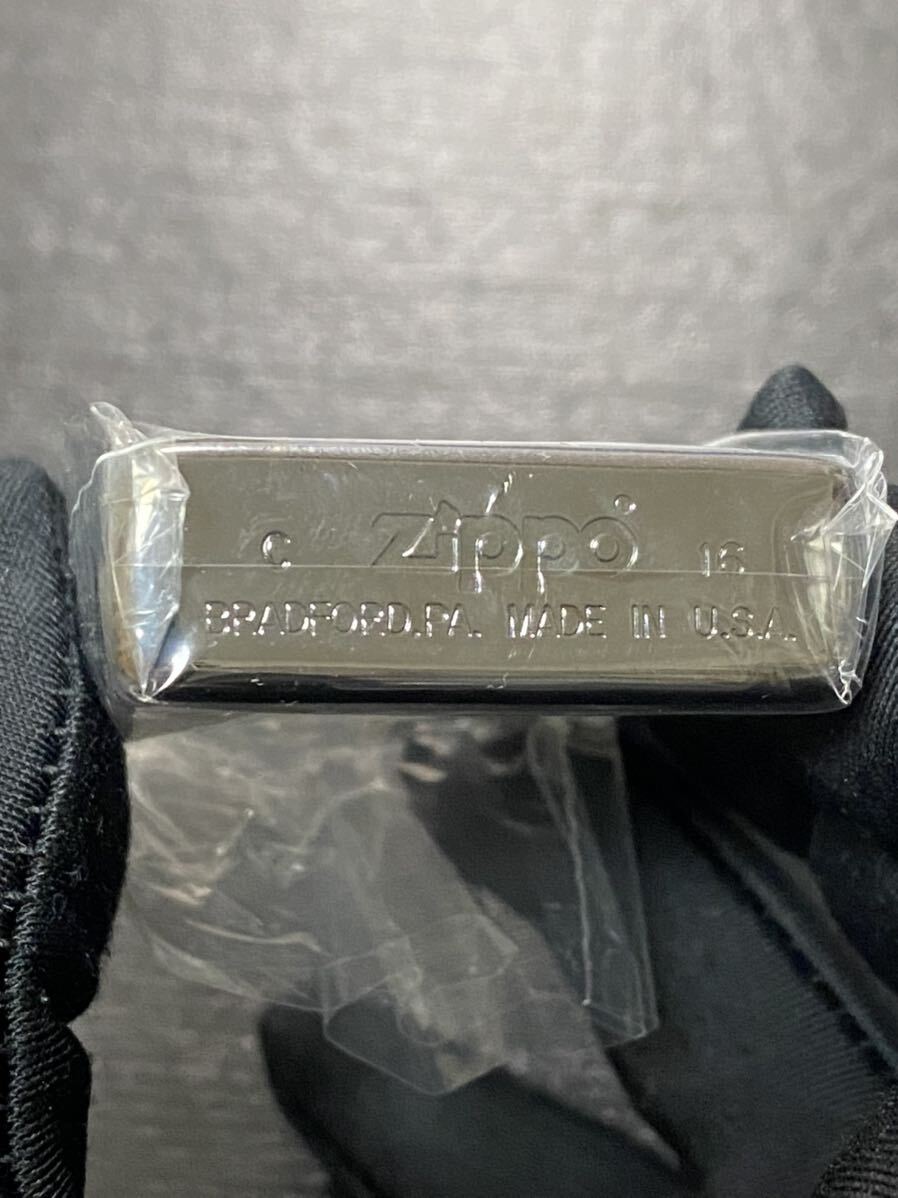 C Zippo® 16
BRADFORD,PA. MADE IN U.S.A.